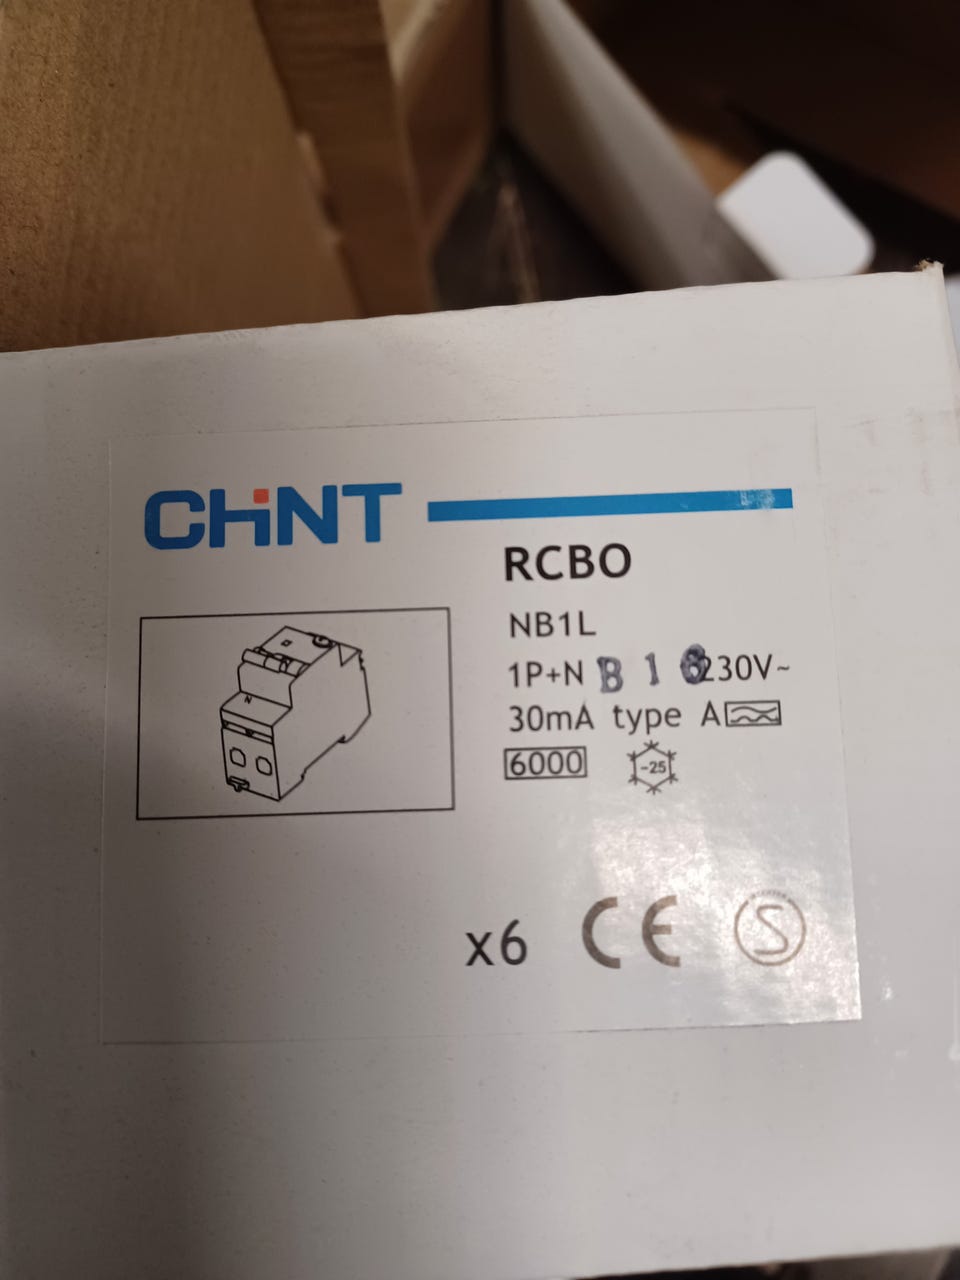 CHNT
RCBO
NB1L
1P+N B 16 230V~
30mA type A
6000
-25
N
x6 CE S